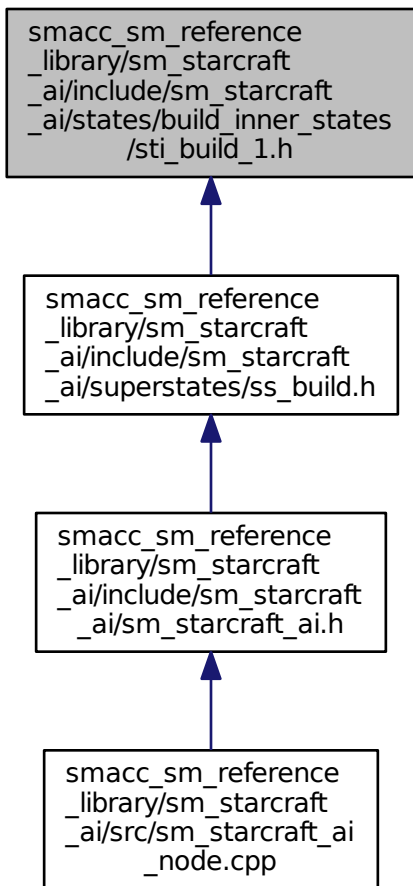 smacc_sm_reference
_library/sm_starcraft
_ai/include/sm_starcraft
_ai/states/build_inner_states
/sti_build_1.h
smacc_sm_reference
_library/sm_starcraft
_ai/include/sm_starcraft
_ai/superstates/ss_build.h
smacc_sm_reference
_library/sm_starcraft
_ai/include/sm_starcraft
_ai/sm_starcraft_ai.h
smacc_sm_reference
_library/sm_starcraft
_ai/src/sm_starcraft_ai
_node.cpp